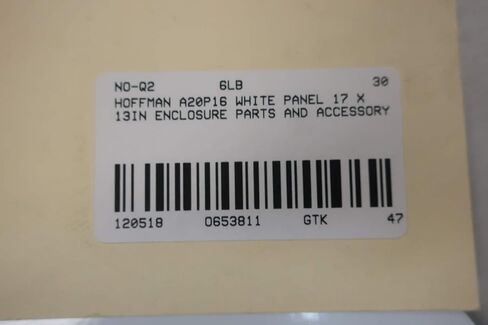 NO-Q2 6LB 30
HOFFMAN A20P16 WHITE PANEL 17 X
13IN ENCLOSURE PARTS AND ACCESSORY
120518 0653811 GTK 47